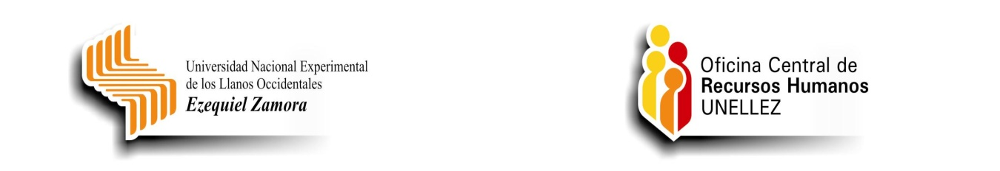 Universidad Nacional Experimental
de los Llanos Occidentales
Ezequiel Zamora
Oficina Central de
Recursos Humanos
UNELLEZ